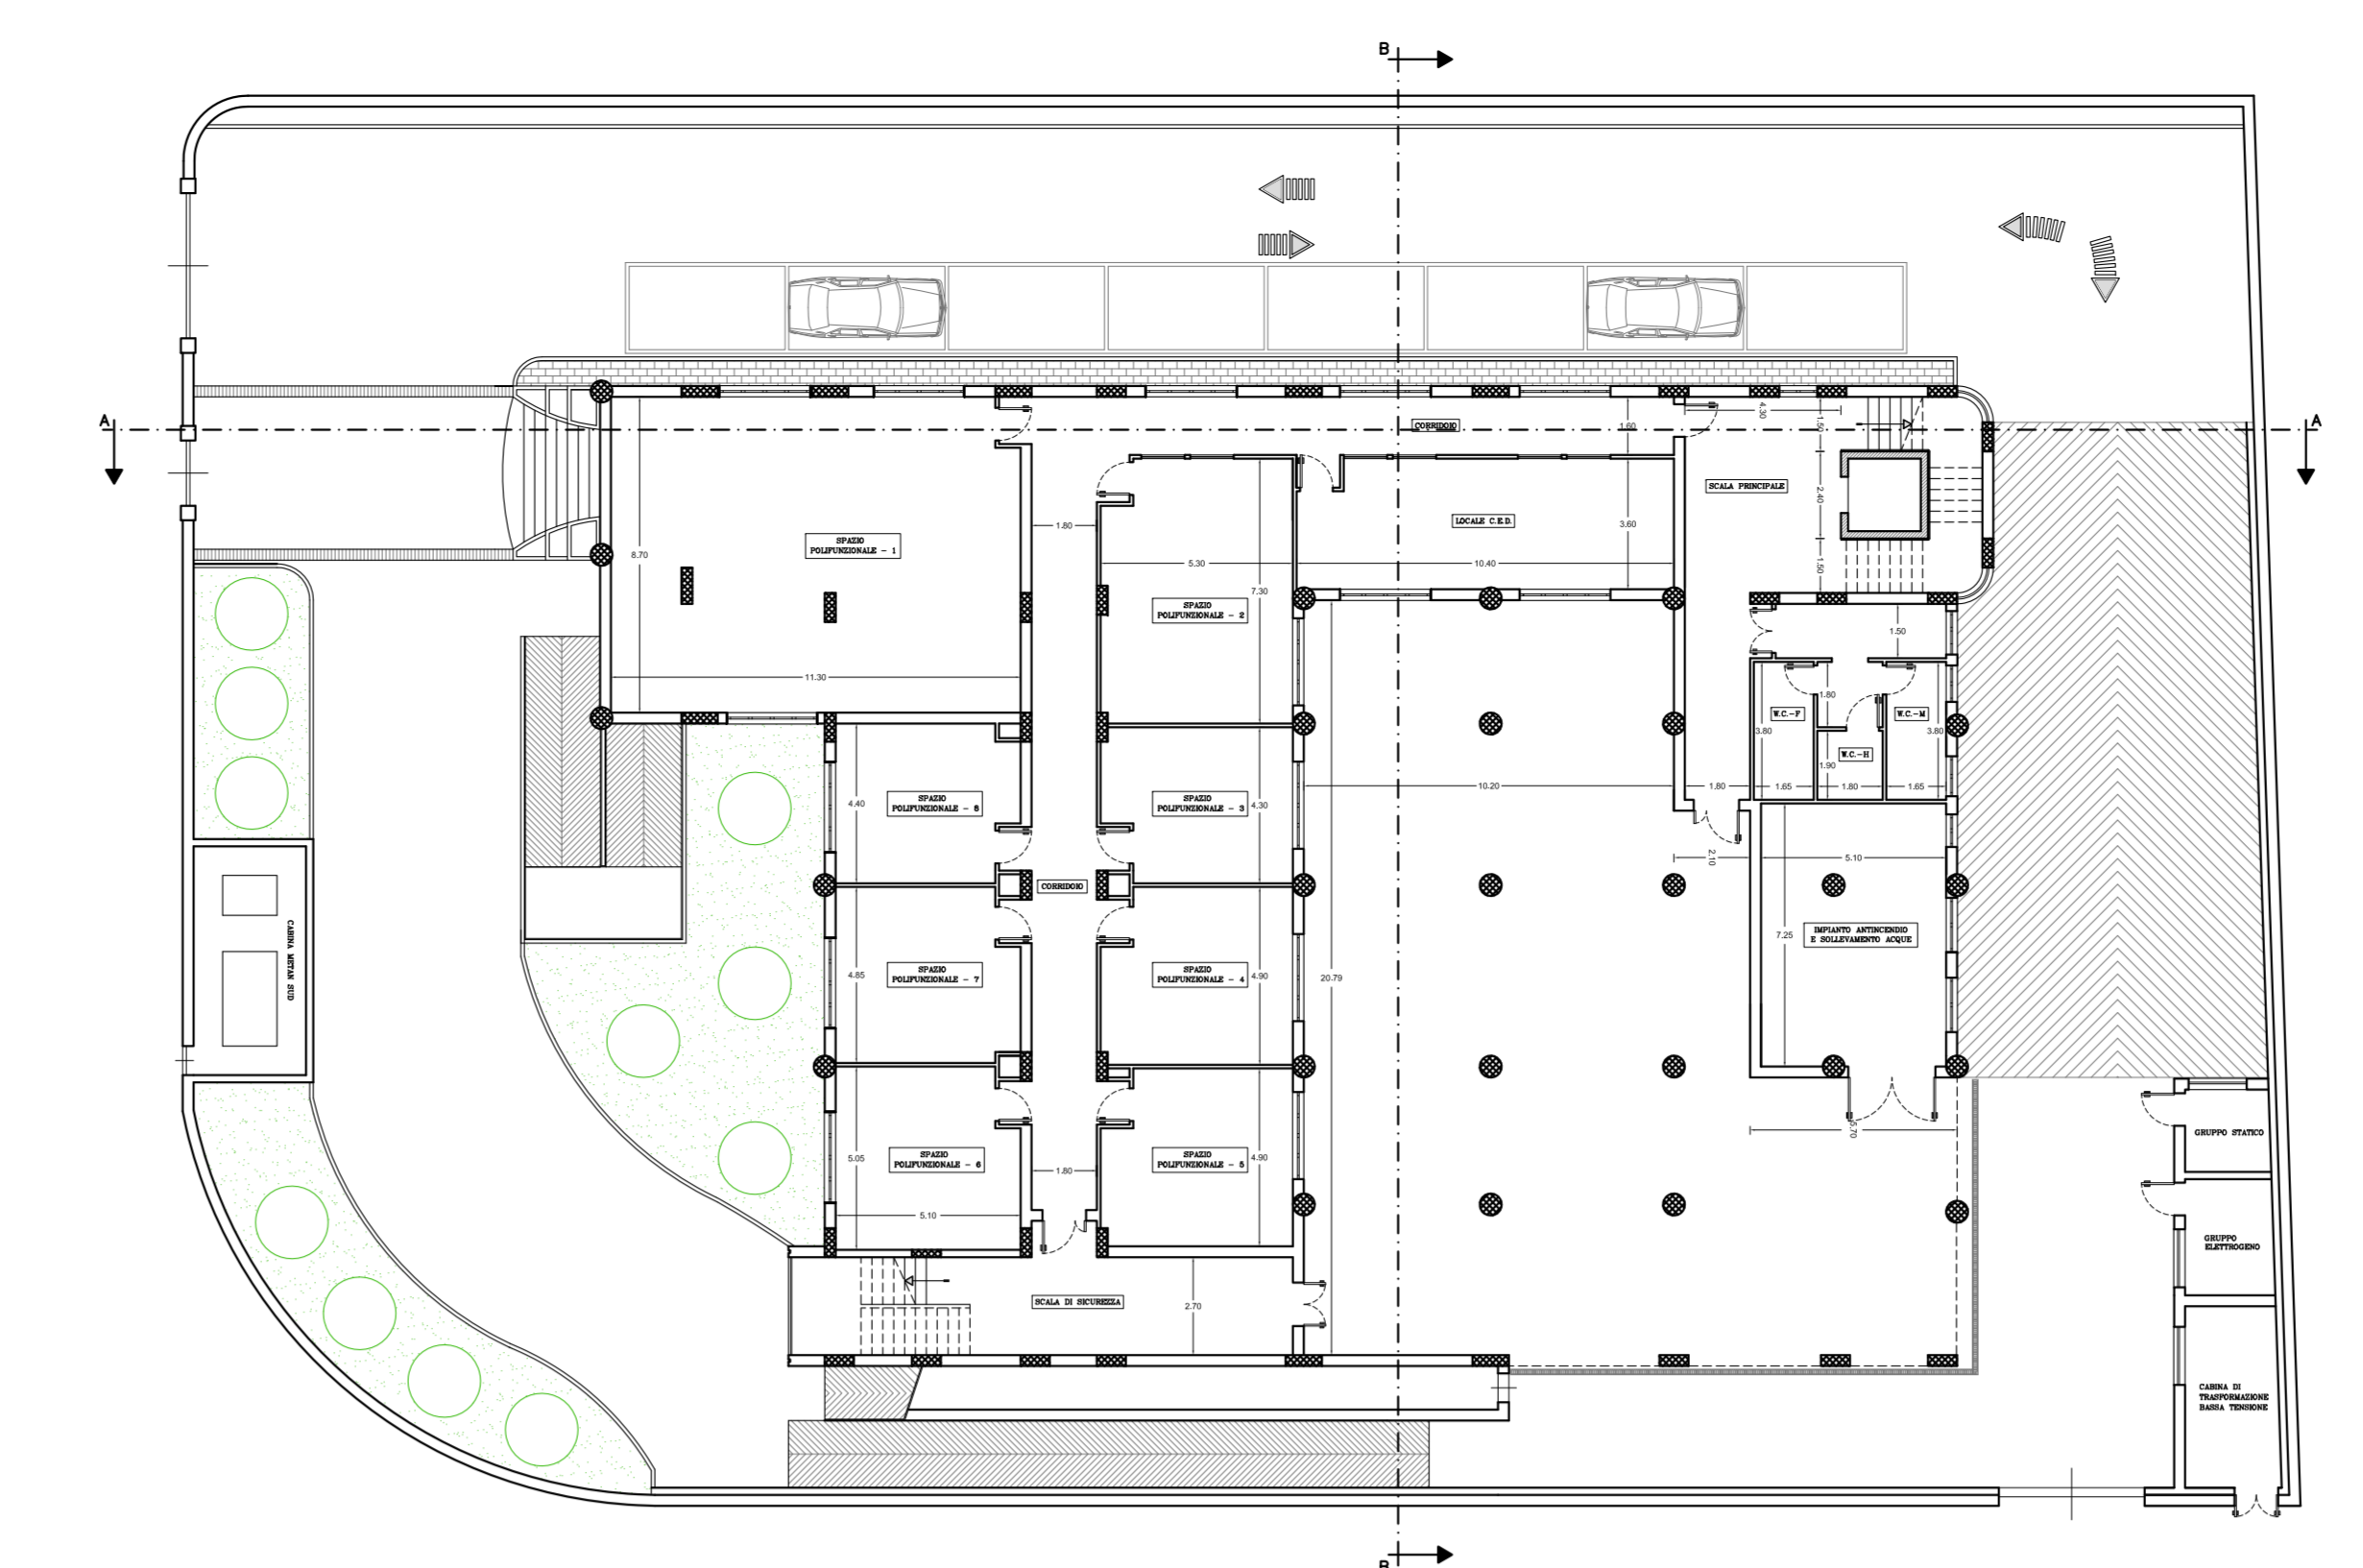 B
A
A
4.30
1.50
CORRIDOIO
1.60
SCALA PRINCIPALE
2.40
LOCALE C.E.D.
3.60
1.80
SPAZIO
POLIFUNZIONALE - 1
8.70
5.30
10.40
1.50
7.30
SPAZIO
POLIFUNZIONALE - 2
1.50
11.30
1.80
W.C.-F
W.C.-M
3.80
3.80
W.C.-H
1.90
10.20
1.80
1.65
1.80
1.65
4.40
SPAZIO
POLIFUNZIONALE - 8
SPAZIO
POLIFUNZIONALE - 3
4.30
2.10
5.10
CORRIDOIO
CABINA METAN SUD
IMPIANTO ANTINCENDIO
E SOLLEVAMENTO ACQUE
7.25
4.85
SPAZIO
POLIFUNZIONALE - 7
SPAZIO
POLIFUNZIONALE - 4
4.90
20.79
5.70
GRUPPO STATICO
5.05
SPAZIO
POLIFUNZIONALE - 6
1.80
SPAZIO
POLIFUNZIONALE - 5
4.90
5.10
GRUPPO
ELETTROGENO
SCALA DI SICUREZZA
2.70
CABINA DI
TRASFORMAZIONE
BASSA TENSIONE
B